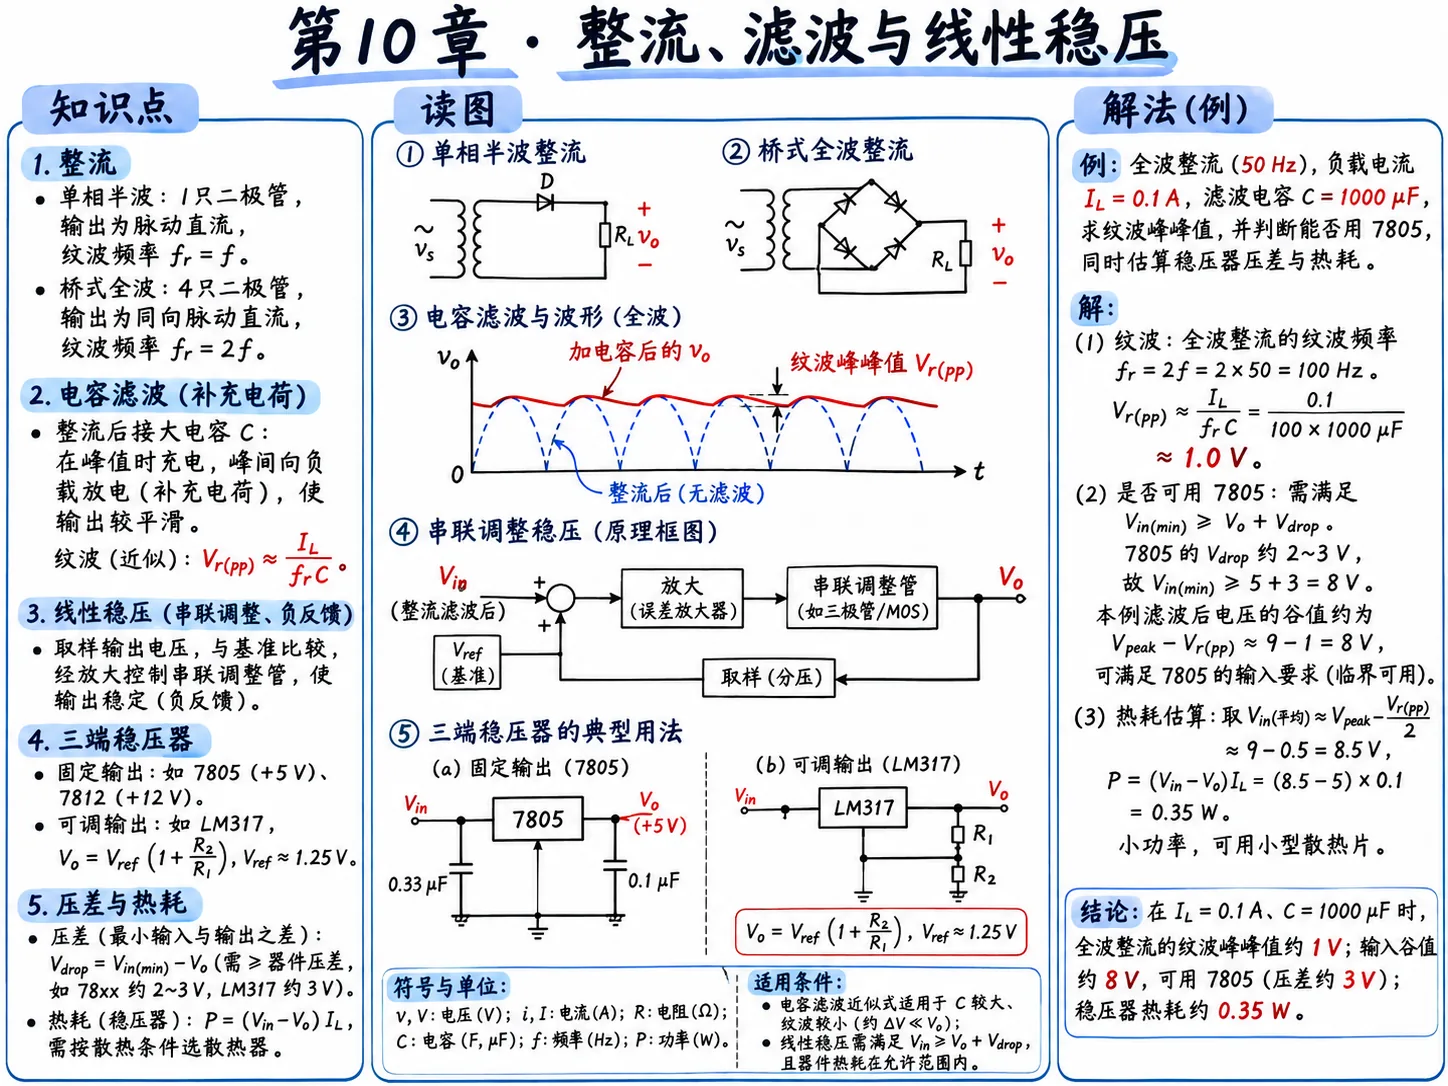 第10章·整流、滤波与线性稳压
知识点
1. 整流
• 单相半波：1只二极管，
输出为脉动直流，
纹波频率 fr = f。
• 桥式全波：4只二极管，
输出为同向脉动直流，
纹波频率 fr = 2f。
2. 电容滤波（补充电荷）
• 整流后接大电容 C：
在峰值时充电，峰间向负
载放电（补充电荷），使
输出较平滑。
纹波（近似）：Vr(pp) ≈ IL / fr C。
3. 线性稳压（串联调整、负反馈）
• 取样输出电压，与基准比较，
经放大控制串联调整管，使
输出稳定（负反馈）。
4. 三端稳压器
• 固定输出：如 7805 (+5 V)、
7812 (+12 V)。
• 可调输出：如 LM317，
Vo = Vref (1 + R2/R1), Vref ≈ 1.25 V。
5. 压差与热耗
• 压差（最小输入与输出之差）：
Vdrop = Vin(min) − Vo (需 ≥ 器件压差，
如 78xx 约 2~3 V, LM317 约 3 V)。
• 热耗（稳压器）：P = (Vin − Vo) IL，
需按散热条件选散热器。
读图
① 单相半波整流
D
~
vs
RL
+
vo
−
② 桥式全波整流
~
vs
RL
+
vo
−
③ 电容滤波与波形（全波）
vo
加电容后的 vo
纹波峰峰值 Vr(pp)
0
t
整流后（无滤波）
④ 串联调整稳压（原理框图）
Vin
(整流滤波后)
+
+
放大
(误差放大器)
串联调整管
(如三极管/MOS)
Vo
Vref
(基准)
取样（分压）
⑤ 三端稳压器的典型用法
(a) 固定输出（7805）
Vin
7805
Vo
(+5 V)
0.33 μF
0.1 μF
(b) 可调输出（LM317）
Vin
LM317
Vo
R1
R2
Vo = Vref (1 + R2/R1), Vref ≈ 1.25 V
符号与单位：
v, V: 电压(V); i, I: 电流(A); R: 电阻(Ω);
C: 电容 (F, μF); f: 频率(Hz); P: 功率(W)。
适用条件：
• 电容滤波近似式适用于 C 较大、
纹波较小 (约 ΔV ≪ Vo)；
• 线性稳压需满足 Vin ≥ Vo + Vdrop，
且器件热耗在允许范围内。
解法(例)
例：全波整流 (50 Hz)，负载电流
IL = 0.1 A，滤波电容 C = 1000 μF，
求纹波峰峰值，并判断能否用 7805，
同时估算稳压器压差与热耗。
解：
(1) 纹波：全波整流的纹波频率
fr = 2f = 2 × 50 = 100 Hz。
Vr(pp) ≈ IL / fr C = 0.1 / 100 × 1000 μF
≈ 1.0 V。
(2) 是否可用 7805：需满足
Vin(min) ≥ Vo + Vdrop。
7805 的 Vdrop 约 2~3 V，
故 Vin(min) ≥ 5 + 3 = 8 V。
本例滤波后电压的谷值约为
Vpeak − Vr(pp) ≈ 9 − 1 = 8 V，
可满足 7805 的输入要求（临界可用）。
(3) 热耗估算：取 Vin(平均) ≈ Vpeak − Vr(pp)/2
≈ 9 − 0.5 = 8.5 V，
P = (Vin − Vo) IL = (8.5 − 5) × 0.1
= 0.35 W。
小功率，可用小型散热片。
结论：在 IL = 0.1 A、C = 1000 μF 时，
全波整流的纹波峰峰值约 1 V；输入谷值
约 8 V，可用 7805 (压差约 3 V)；
稳压器热耗约 0.35 W。